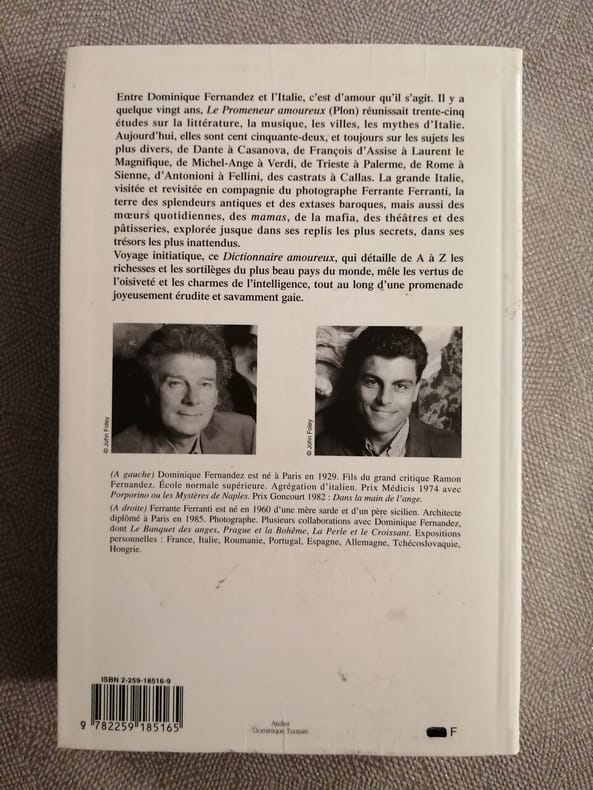 Entre Dominique Fernandez et l'Italie, c'est d'amour qu'il s'agit. Il y a
quelque vingt ans, Le Promeneur amoureux (Plon) réunissait trente-cinq
études sur la littérature, la musique, les villes, les mythes d'Italie.
Aujourd'hui, elles sont cent cinquante-deux, et toujours sur les sujets les
plus divers, de Dante à Casanova, de François d'Assise à Laurent le
Magnifique, de Michel-Ange à Verdi, de Trieste à Palerme, de Rome à
Sienne, d'Antonioni à Fellini, des castrats à Callas. La grande Italie,
visitée et revisitée en compagnie du photographe Ferrante Ferranti, la
terre des splendeurs antiques et des extases baroques, mais aussi des
mœurs quotidiennes, des mamas, de la mafia, des théâtres et des
pâtisseries, explorée jusque dans ses replis les plus secrets, dans ses
trésors les plus inattendus.
Voyage initiatique, ce Dictionnaire amoureux, qui détaille de A à Z les
richesses et les sortilèges du plus beau pays du monde, mêle les vertus de
l'oisiveté et les charmes de l'intelligence, tout au long d'une promenade
joyeusement érudite et savamment gaie.
© John Foley
© John Foley
(A gauche) Dominique Fernandez est né à Paris en 1929. Fils du grand critique Ramon
Fernandez. École normale supérieure. Agrégation d'italien. Prix Médicis 1974 avec
Porporino ou les Mystères de Naples. Prix Goncourt 1982 : Dans la main de l'ange.
(A droite) Ferrante Ferranti est né en 1960 d'une mère sarde et d'un père sicilien. Architecte
diplômé à Paris en 1985. Photographe. Plusieurs collaborations avec Dominique Fernandez,
dont Le Banquet des anges, Prague et la Bohême, La Perle et le Croissant. Expositions
personnelles : France, Italie, Roumanie, Portugal, Espagne, Allemagne, Tchécoslovaquie,
Hongrie.
ISBN 2-259-18516-9
9 782259 185165
Atelier
Dominique Toutain
F